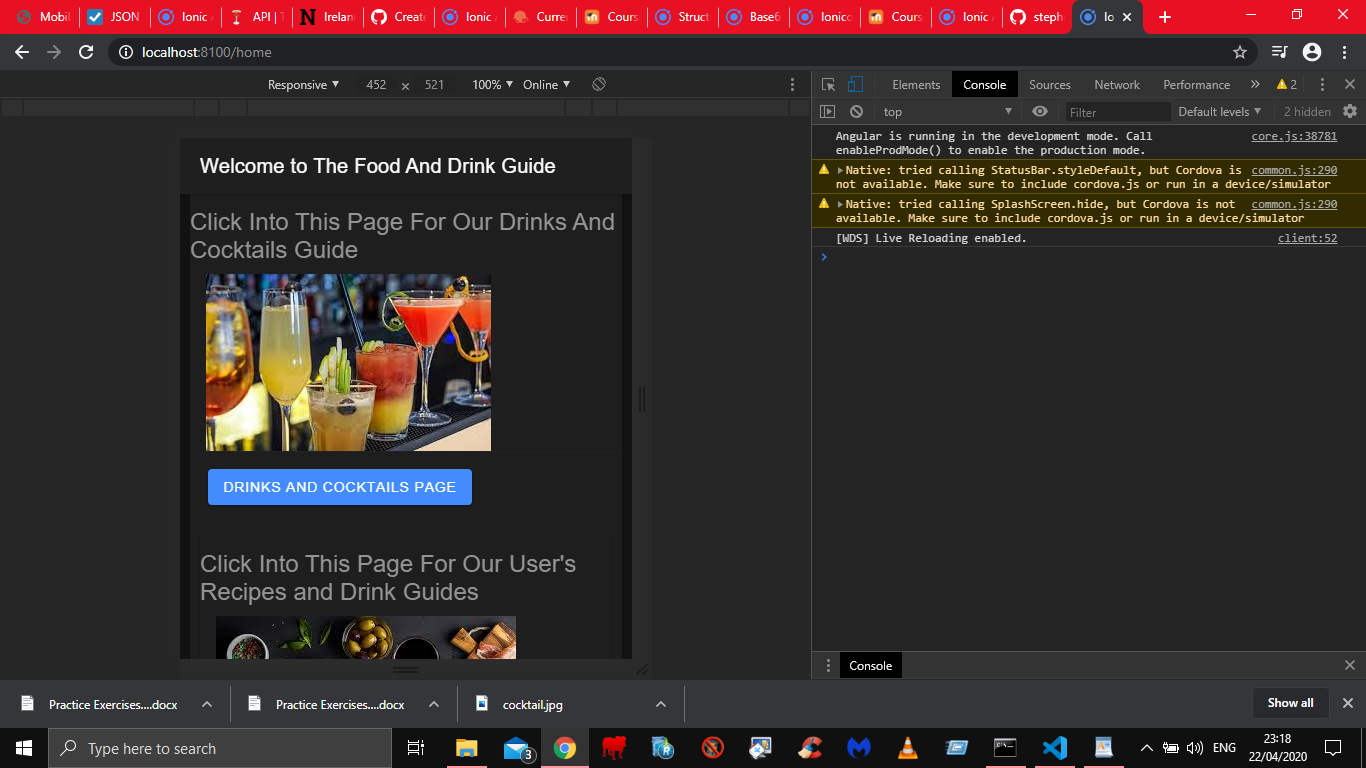 Mobil
JSON
Ionic A
API | T
Ireland
Create
Ionic A
Curre
Cours
Struct
Base6
Ionico
Cours
Ionic A
steph
Io
localhost:8100/home
Responsive ▼ 452 × 521 100% ▼ Online ▼
Elements Console Sources Network Performance » 2
top ▼ Filter Default levels ▼ 2 hidden
Welcome to The Food And Drink Guide
Click Into This Page For Our Drinks And
Cocktails Guide
DRINKS AND COCKTAILS PAGE
Click Into This Page For Our User's
Recipes and Drink Guides
Angular is running in the development mode. Call core.js:38781
enableProdMode() to enable the production mode.
Native: tried calling StatusBar.styleDefault, but Cordova is common.js:290
not available. Make sure to include cordova.js or run in a device/simulator
Native: tried calling SplashScreen.hide, but Cordova is not common.js:290
available. Make sure to include cordova.js or run in a device/simulator
[WDS] Live Reloading enabled. client:52
Console
Practice Exercises....docx
Practice Exercises....docx
cocktail.jpg
Show all
Type here to search
3
ENG
23:18
22/04/2020